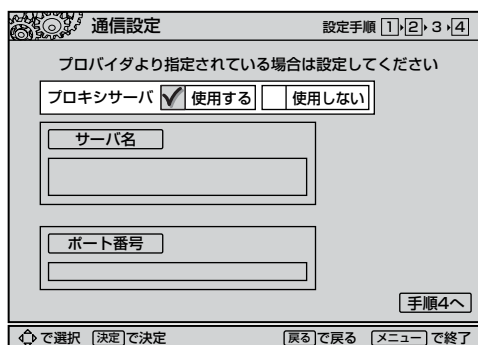 通信設定 設定手順 1 2 3 4
プロバイダより指定されている場合は設定してください
プロキシサーバ 使用する 使用しない
サーバ名
ポート番号
手順4へ
で選択 決定で決定 戻るで戻る メニューで終了